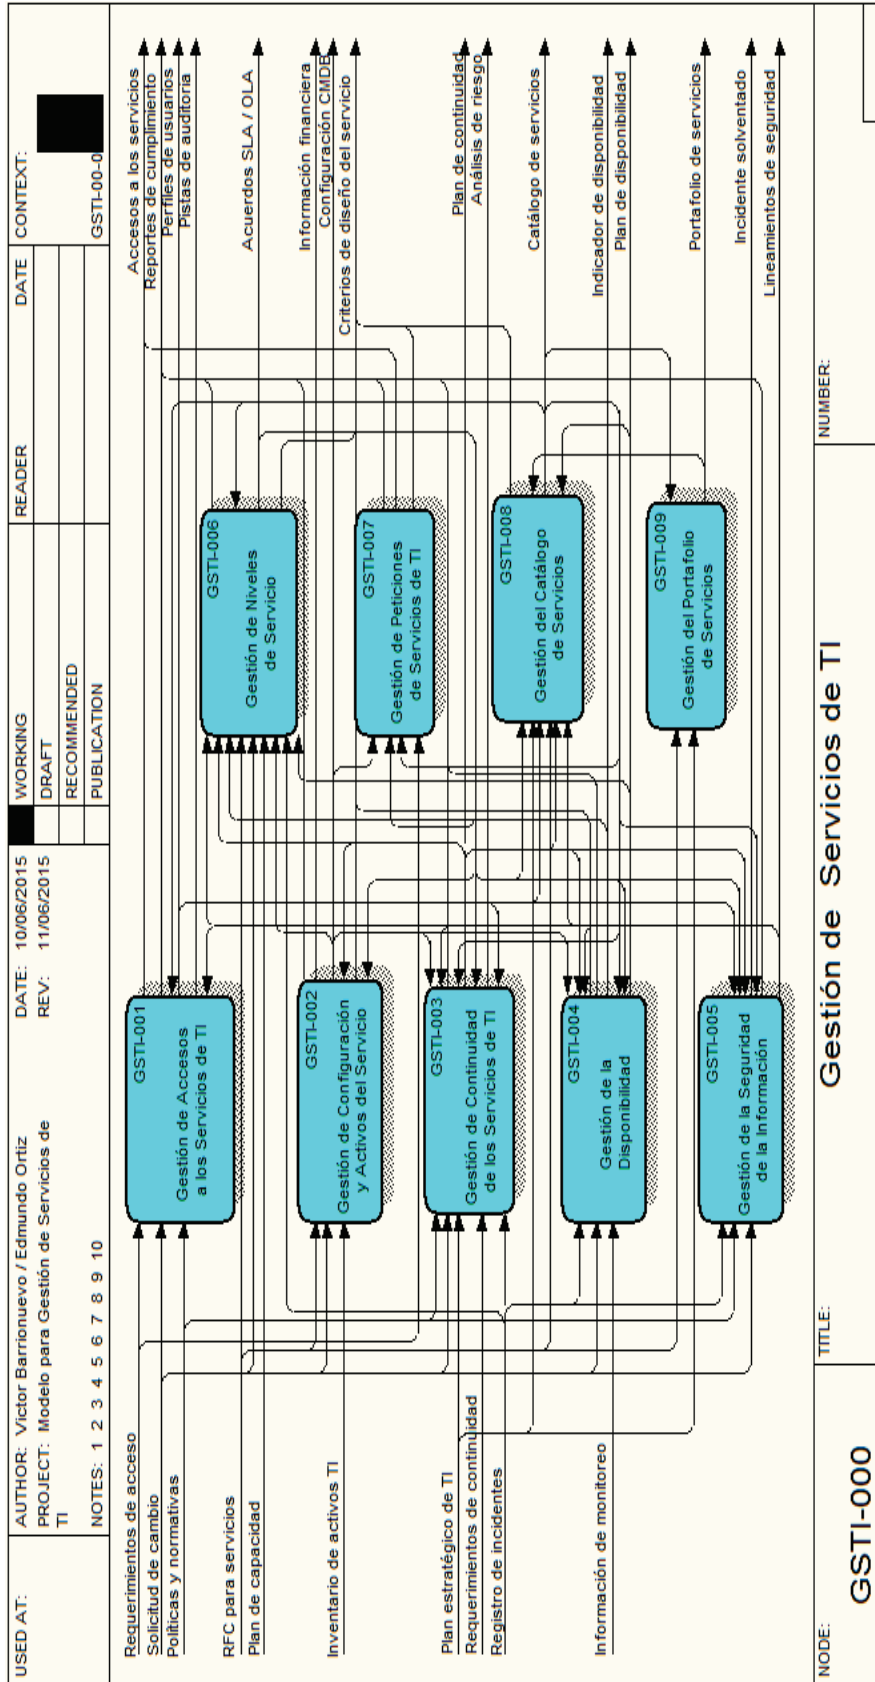 USED AT:
AUTHOR: Victor Barrionuevo / Edmundo Ortiz
PROJECT: Modelo para Gestión de Servicios de
TI
NOTES: 1 2 3 4 5 6 7 8 9 10
DATE: 10/06/2015
REV: 11/06/2015
WORKING
DRAFT
RECOMMENDED
PUBLICATION
READER
DATE
CONTEXT:
GSTI-00-0
Requerimientos de acceso
Solicitud de cambio
Políticas y normativas
RFC para servicios
Plan de capacidad
Inventario de activos TI
Plan estratégico de TI
Requerimientos de continuidad
Registro de incidentes
Información de monitoreo
GSTI-001
Gestión de Accesos
a los Servicios de TI
GSTI-002
Gestión de Configuración
y Activos del Servicio
GSTI-003
Gestión de Continuidad
de los Servicios de TI
GSTI-004
Gestión de la
Disponibilidad
GSTI-005
Gestión de la Seguridad
de la Información
GSTI-006
Gestión de Niveles
de Servicio
GSTI-007
Gestión de Peticiones
de Servicios de TI
GSTI-008
Gestión del Catálogo
de Servicios
GSTI-009
Gestión del Portafolio
de Servicios
Accesos a los servicios
Reportes de cumplimiento
Perfiles de usuarios
Pistas de auditoria
Acuerdos SLA / OLA
Información financiera
Configuración CMDB
Criterios de diseño del servicio
Plan de continuidad
Análisis de riesgo
Catálogo de servicios
Indicador de disponibilidad
Plan de disponibilidad
Portafolio de servicios
Incidente solventado
Lineamientos de seguridad
NODE:
GSTI-000
TITLE:
Gestión de Servicios de TI
NUMBER: